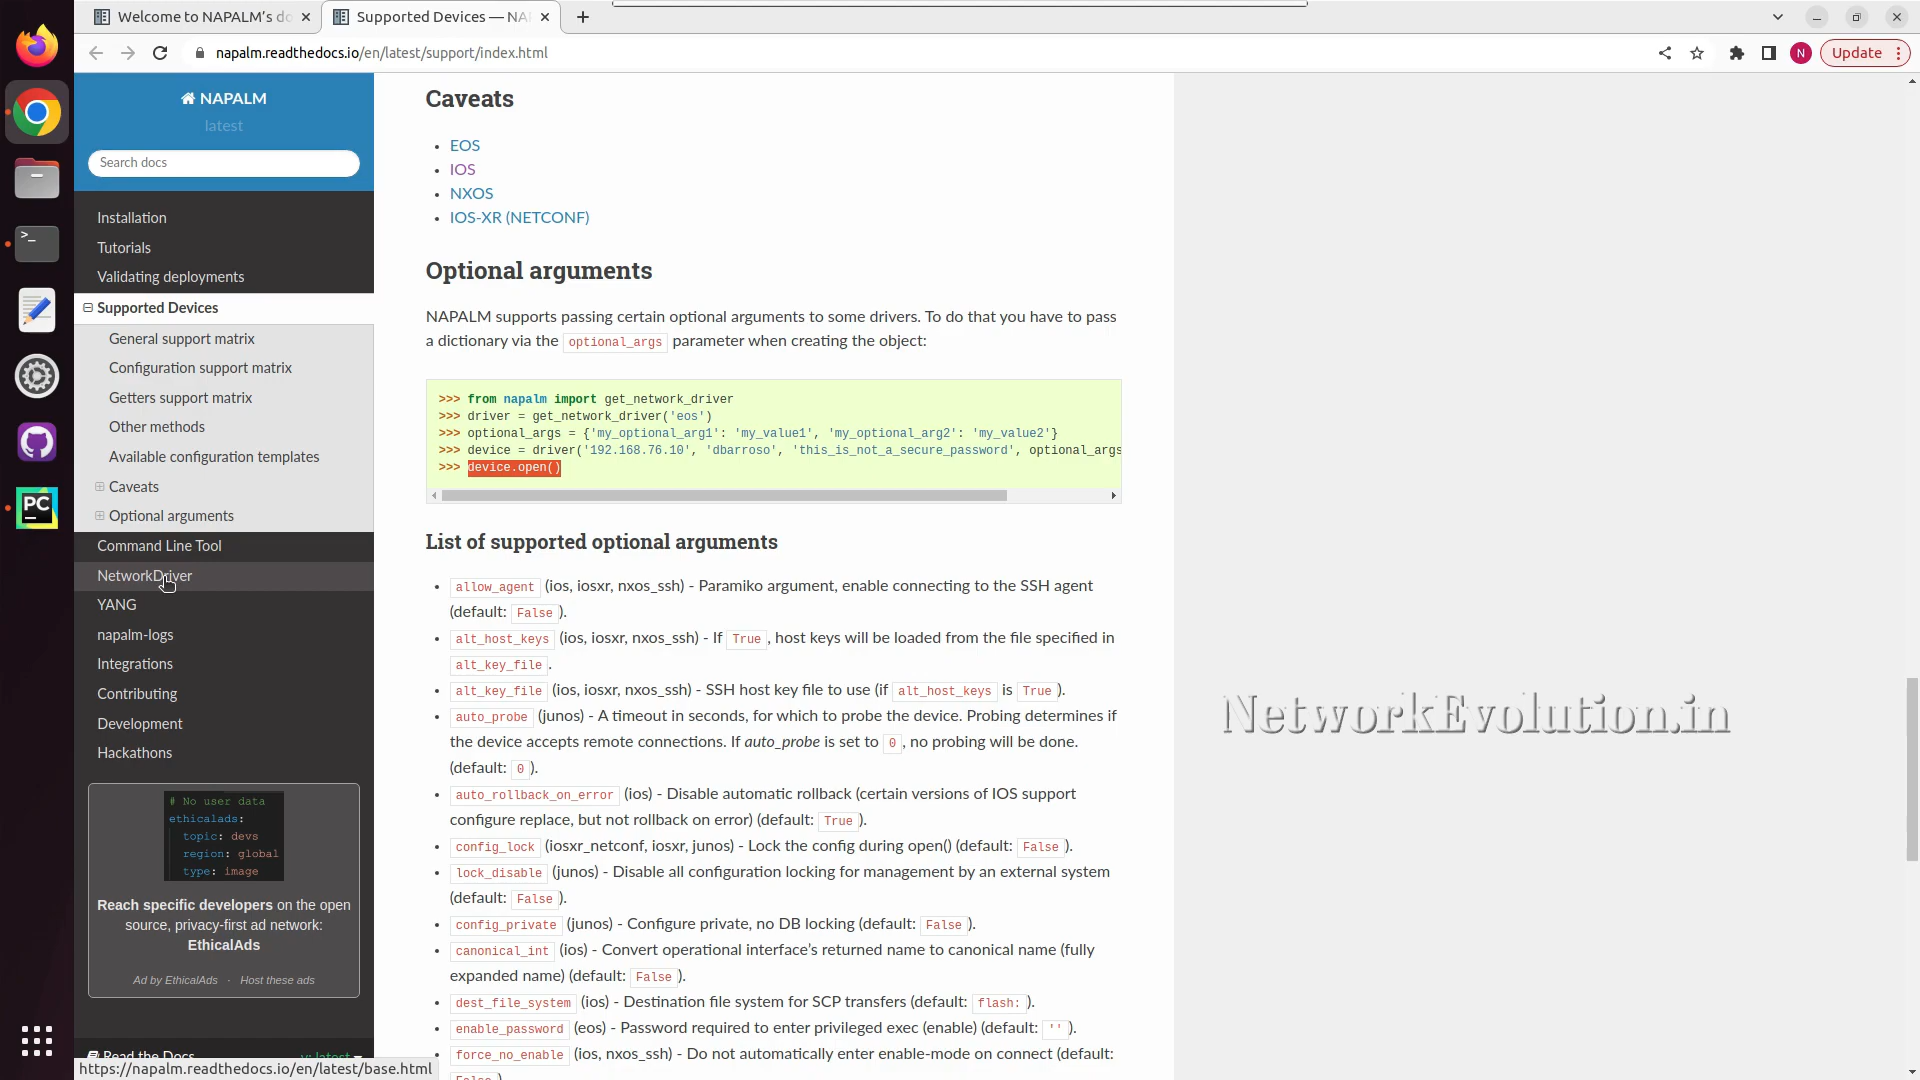 Welcome to NAPALM's do
Supported Devices — NA
napalm.readthedocs.io/en/latest/support/index.html
N
Update
NAPALM
latest
Search docs
Installation
Tutorials
Validating deployments
Supported Devices
General support matrix
Configuration support matrix
Getters support matrix
Other methods
Available configuration templates
Caveats
Optional arguments
Command Line Tool
NetworkDriver
YANG
napalm-logs
Integrations
Contributing
Development
Hackathons
# No user data
ethicalads:
topic: devs
region: global
type: image
Reach specific developers on the open
source, privacy-first ad network:
EthicalAds
Ad by EthicalAds · Host these ads
Read the Docs v: latest
https://napalm.readthedocs.io/en/latest/base.html
PC
Caveats
EOS
IOS
NXOS
IOS-XR (NETCONF)
Optional arguments
NAPALM supports passing certain optional arguments to some drivers. To do that you have to pass
a dictionary via the optional_args parameter when creating the object:
>>> from napalm import get_network_driver
>>> driver = get_network_driver('eos')
>>> optional_args = {'my_optional_arg1': 'my_value1', 'my_optional_arg2': 'my_value2'}
>>> device = driver('192.168.76.10', 'dbarroso', 'this_is_not_a_secure_password', optional_args
>>> device.open()
List of supported optional arguments
allow_agent (ios, iosxr, nxos_ssh) - Paramiko argument, enable connecting to the SSH agent
(default: False ).
alt_host_keys (ios, iosxr, nxos_ssh) - If True , host keys will be loaded from the file specified in
alt_key_file .
alt_key_file (ios, iosxr, nxos_ssh) - SSH host key file to use (if alt_host_keys is True ).
auto_probe (junos) - A timeout in seconds, for which to probe the device. Probing determines if
the device accepts remote connections. If auto_probe is set to 0 , no probing will be done.
(default: 0 ).
auto_rollback_on_error (ios) - Disable automatic rollback (certain versions of IOS support
configure replace, but not rollback on error) (default: True ).
config_lock (iosxr_netconf, iosxr, junos) - Lock the config during open() (default: False ).
lock_disable (junos) - Disable all configuration locking for management by an external system
(default: False ).
config_private (junos) - Configure private, no DB locking (default: False ).
canonical_int (ios) - Convert operational interface's returned name to canonical name (fully
expanded name) (default: False ).
dest_file_system (ios) - Destination file system for SCP transfers (default: flash: ).
enable_password (eos) - Password required to enter privileged exec (enable) (default: '' ).
force_no_enable (ios, nxos_ssh) - Do not automatically enter enable-mode on connect (default:
False ).
NetworkEvolution.in